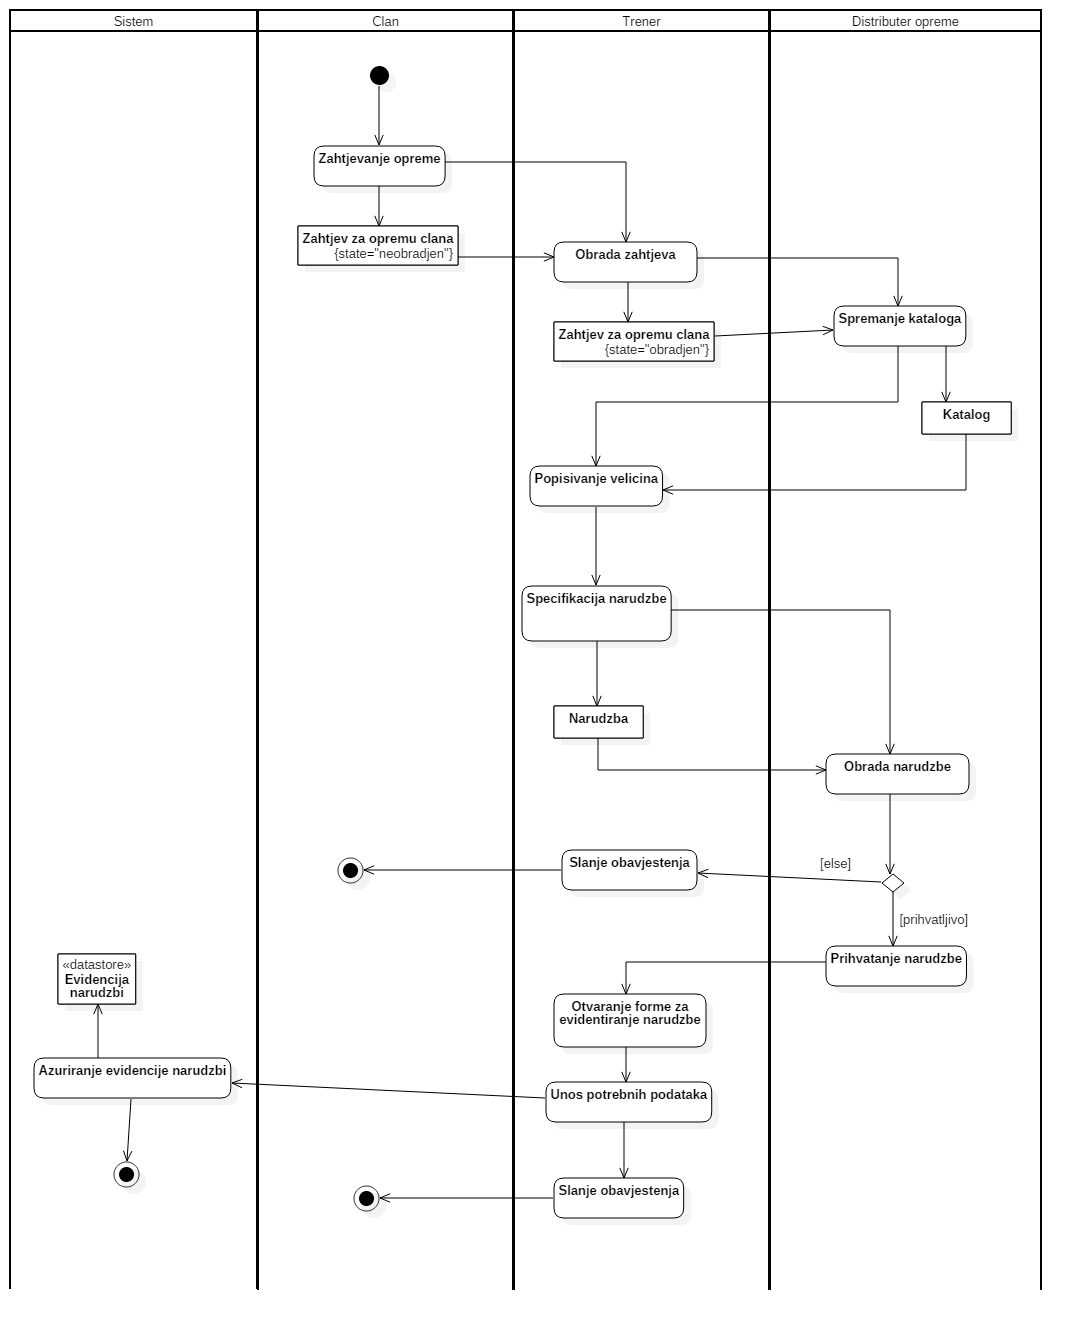 Sistem
Clan
Trener
Distributer opreme
Zahtjevanje opreme
Zahtjev za opremu clana
{state="neobradjen"}
Obrada zahtjeva
Spremanje kataloga
Zahtjev za opremu clana
{state="obradjen"}
Katalog
Popisivanje velicina
Specifikacija narudzbe
Narudzba
Obrada narudzbe
Slanje obavjestenja
[else]
[prihvatljivo]
Prihvatanje narudzbe
«datastore»
Evidencija
narudzbi
Otvaranje forme za
evidentiranje narudzbe
Azuriranje evidencije narudzbi
Unos potrebnih podataka
Slanje obavjestenja